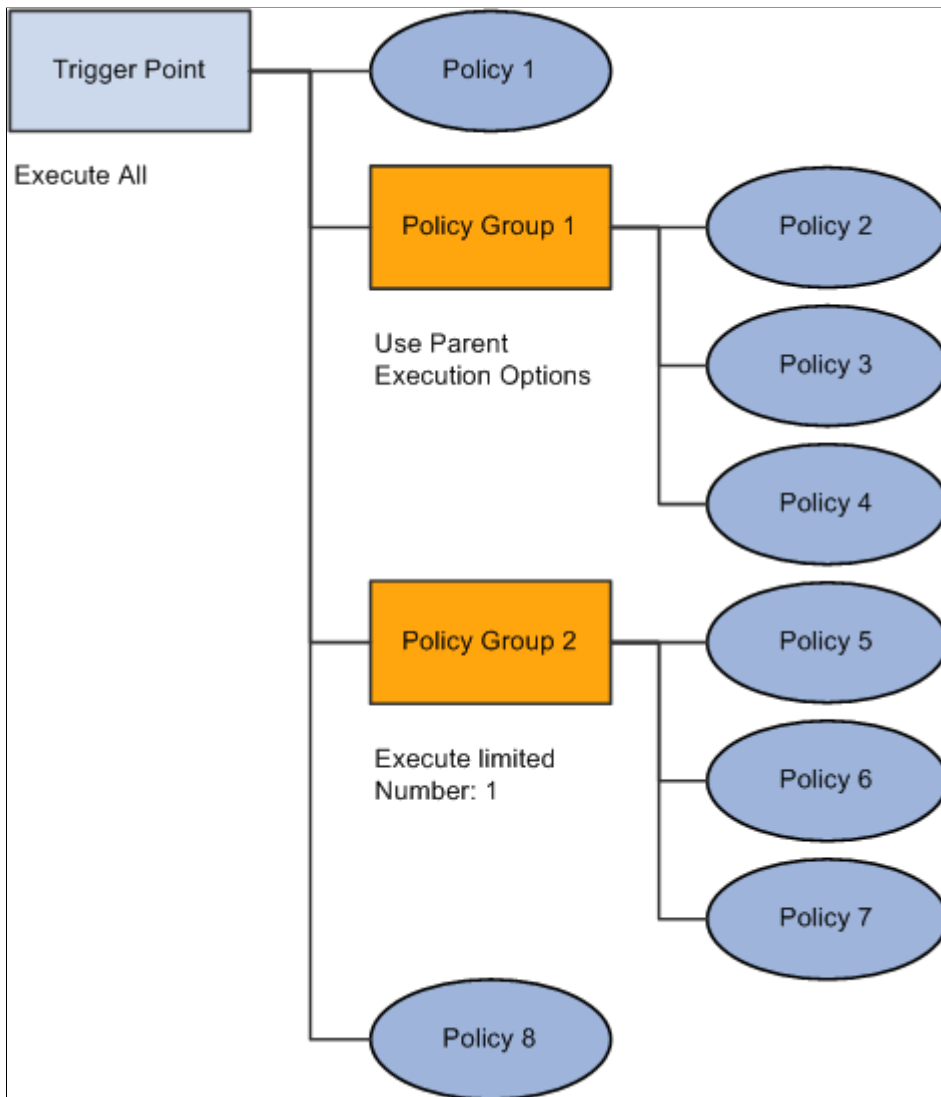 Trigger Point
Policy 1
Execute All
Policy Group 1
Policy 2
Use Parent
Execution Options
Policy 3
Policy 4
Policy Group 2
Policy 5
Execute limited
Number: 1
Policy 6
Policy 7
Policy 8